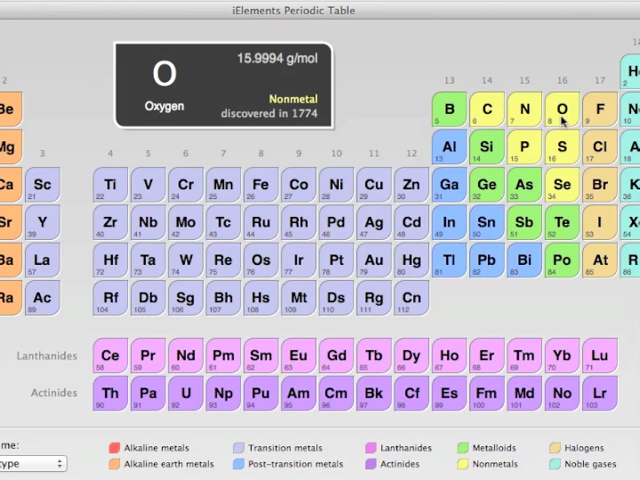 iElements Periodic Table
O
15.9994 g/mol
Oxygen
Nonmetal
discovered in 1774
2 3 4 5 6 7 8 9 10 11 12 13 14 15 16 17
Be B 5 C 6 N 7 O 8 F 9
Mg Al 13 Si 14 P 15 S 16 Cl 17
Ca Sc 21 Ti 22 V 23 Cr 24 Mn 25 Fe 26 Co 27 Ni 28 Cu 29 Zn 30 Ga 31 Ge 32 As 33 Se 34 Br 35
Sr Y 39 Zr 40 Nb 41 Mo 42 Tc 43 Ru 44 Rh 45 Pd 46 Ag 47 Cd 48 In 49 Sn 50 Sb 51 Te 52 I 53
Ba La 57 Hf 72 Ta 73 W 74 Re 75 Os 76 Ir 77 Pt 78 Au 79 Hg 80 Tl 81 Pb 82 Bi 83 Po 84 At 85
Ra Ac 89 Rf 104 Db 105 Sg 106 Bh 107 Hs 108 Mt 109 Ds 110 Rg 111 Cn 112
Lanthanides Ce 58 Pr 59 Nd 60 Pm 61 Sm 62 Eu 63 Gd 64 Tb 65 Dy 66 Ho 67 Er 68 Tm 69 Yb 70 Lu 71
Actinides Th 90 Pa 91 U 92 Np 93 Pu 94 Am 95 Cm 96 Bk 97 Cf 98 Es 99 Fm 100 Md 101 No 102 Lr 103
me:
type
Alkaline metals
Transition metals
Lanthanides
Metalloids
Halogens
Alkaline earth metals
Post-transition metals
Actinides
Nonmetals
Noble gases